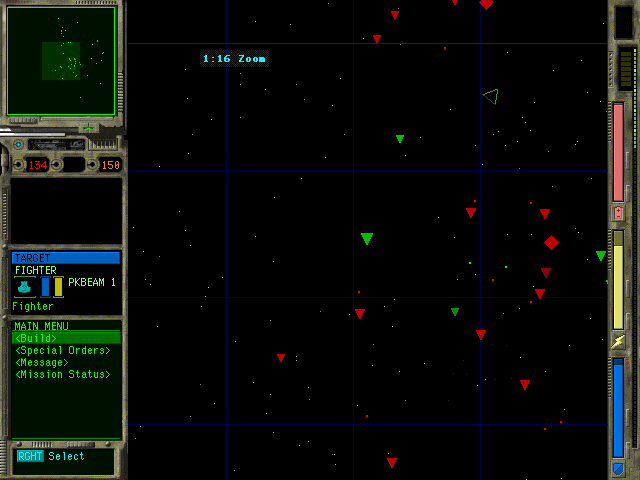 1:16 Zoom
134 150
TARGET
FIGHTER
PKBEAM 1
Fighter
MAIN MENU
<Build>
<Special Orders>
<Message>
<Mission Status>
RGHT Select